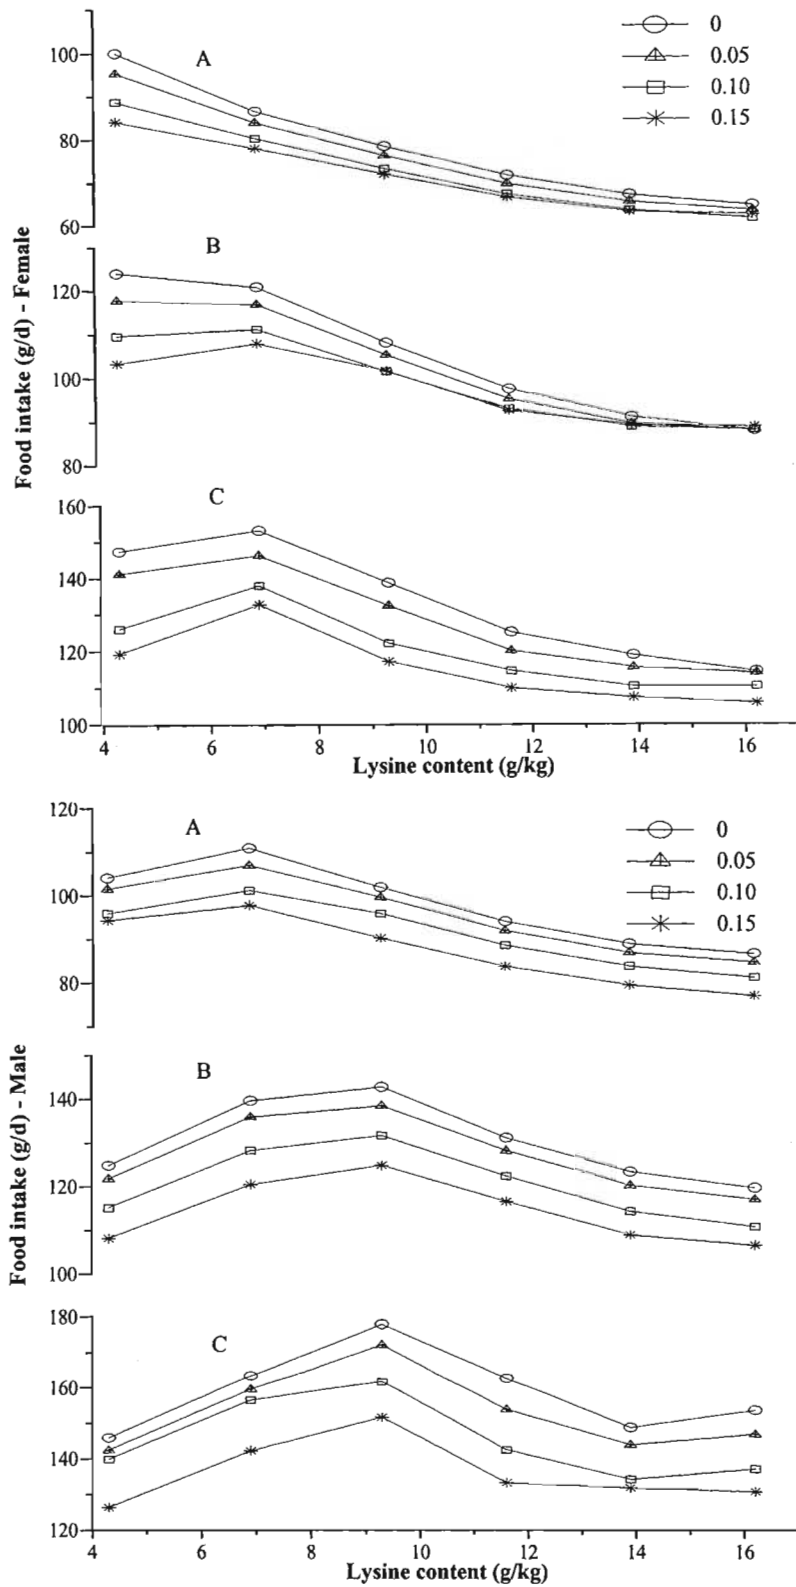 A
0
0.05
0.10
0.15
100
80
60
B
120
100
80
Food intake (g/d) - Female
C
160
140
120
100
4 6 8 10 12 14 16
Lysine content (g/kg)
A
0
0.05
0.10
0.15
120
100
80
B
140
120
100
Food intake (g/d) - Male
C
180
160
140
120
4 6 8 10 12 14 16
Lysine content (g/kg)